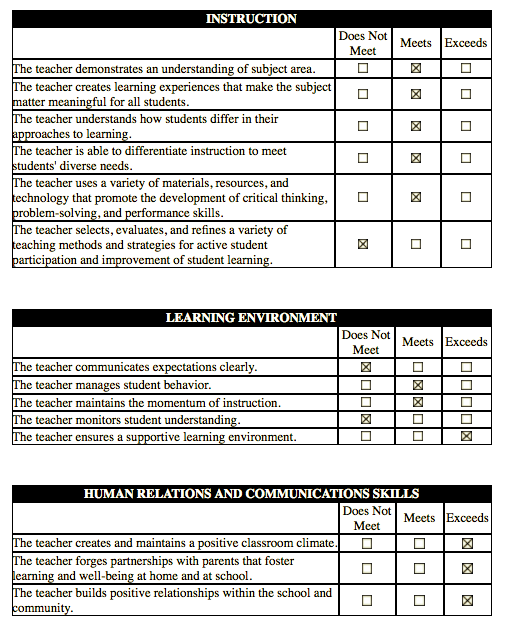 INSTRUCTION
Does Not
Meet
Meets
Exceeds
The teacher demonstrates an understanding of subject area.
The teacher creates learning experiences that make the subject
matter meaningful for all students.
The teacher understands how students differ in their
approaches to learning.
The teacher is able to differentiate instruction to meet
students' diverse needs.
The teacher uses a variety of materials, resources, and
technology that promote the development of critical thinking,
problem-solving, and performance skills.
The teacher selects, evaluates, and refines a variety of
teaching methods and strategies for active student
participation and improvement of student learning.
LEARNING ENVIRONMENT
Does Not
Meet
Meets
Exceeds
The teacher communicates expectations clearly.
The teacher manages student behavior.
The teacher maintains the momentum of instruction.
The teacher monitors student understanding.
The teacher ensures a supportive learning environment.
HUMAN RELATIONS AND COMMUNICATIONS SKILLS
Does Not
Meet
Meets
Exceeds
The teacher creates and maintains a positive classroom climate.
The teacher forges partnerships with parents that foster
learning and well-being at home and at school.
The teacher builds positive relationships within the school and
community.